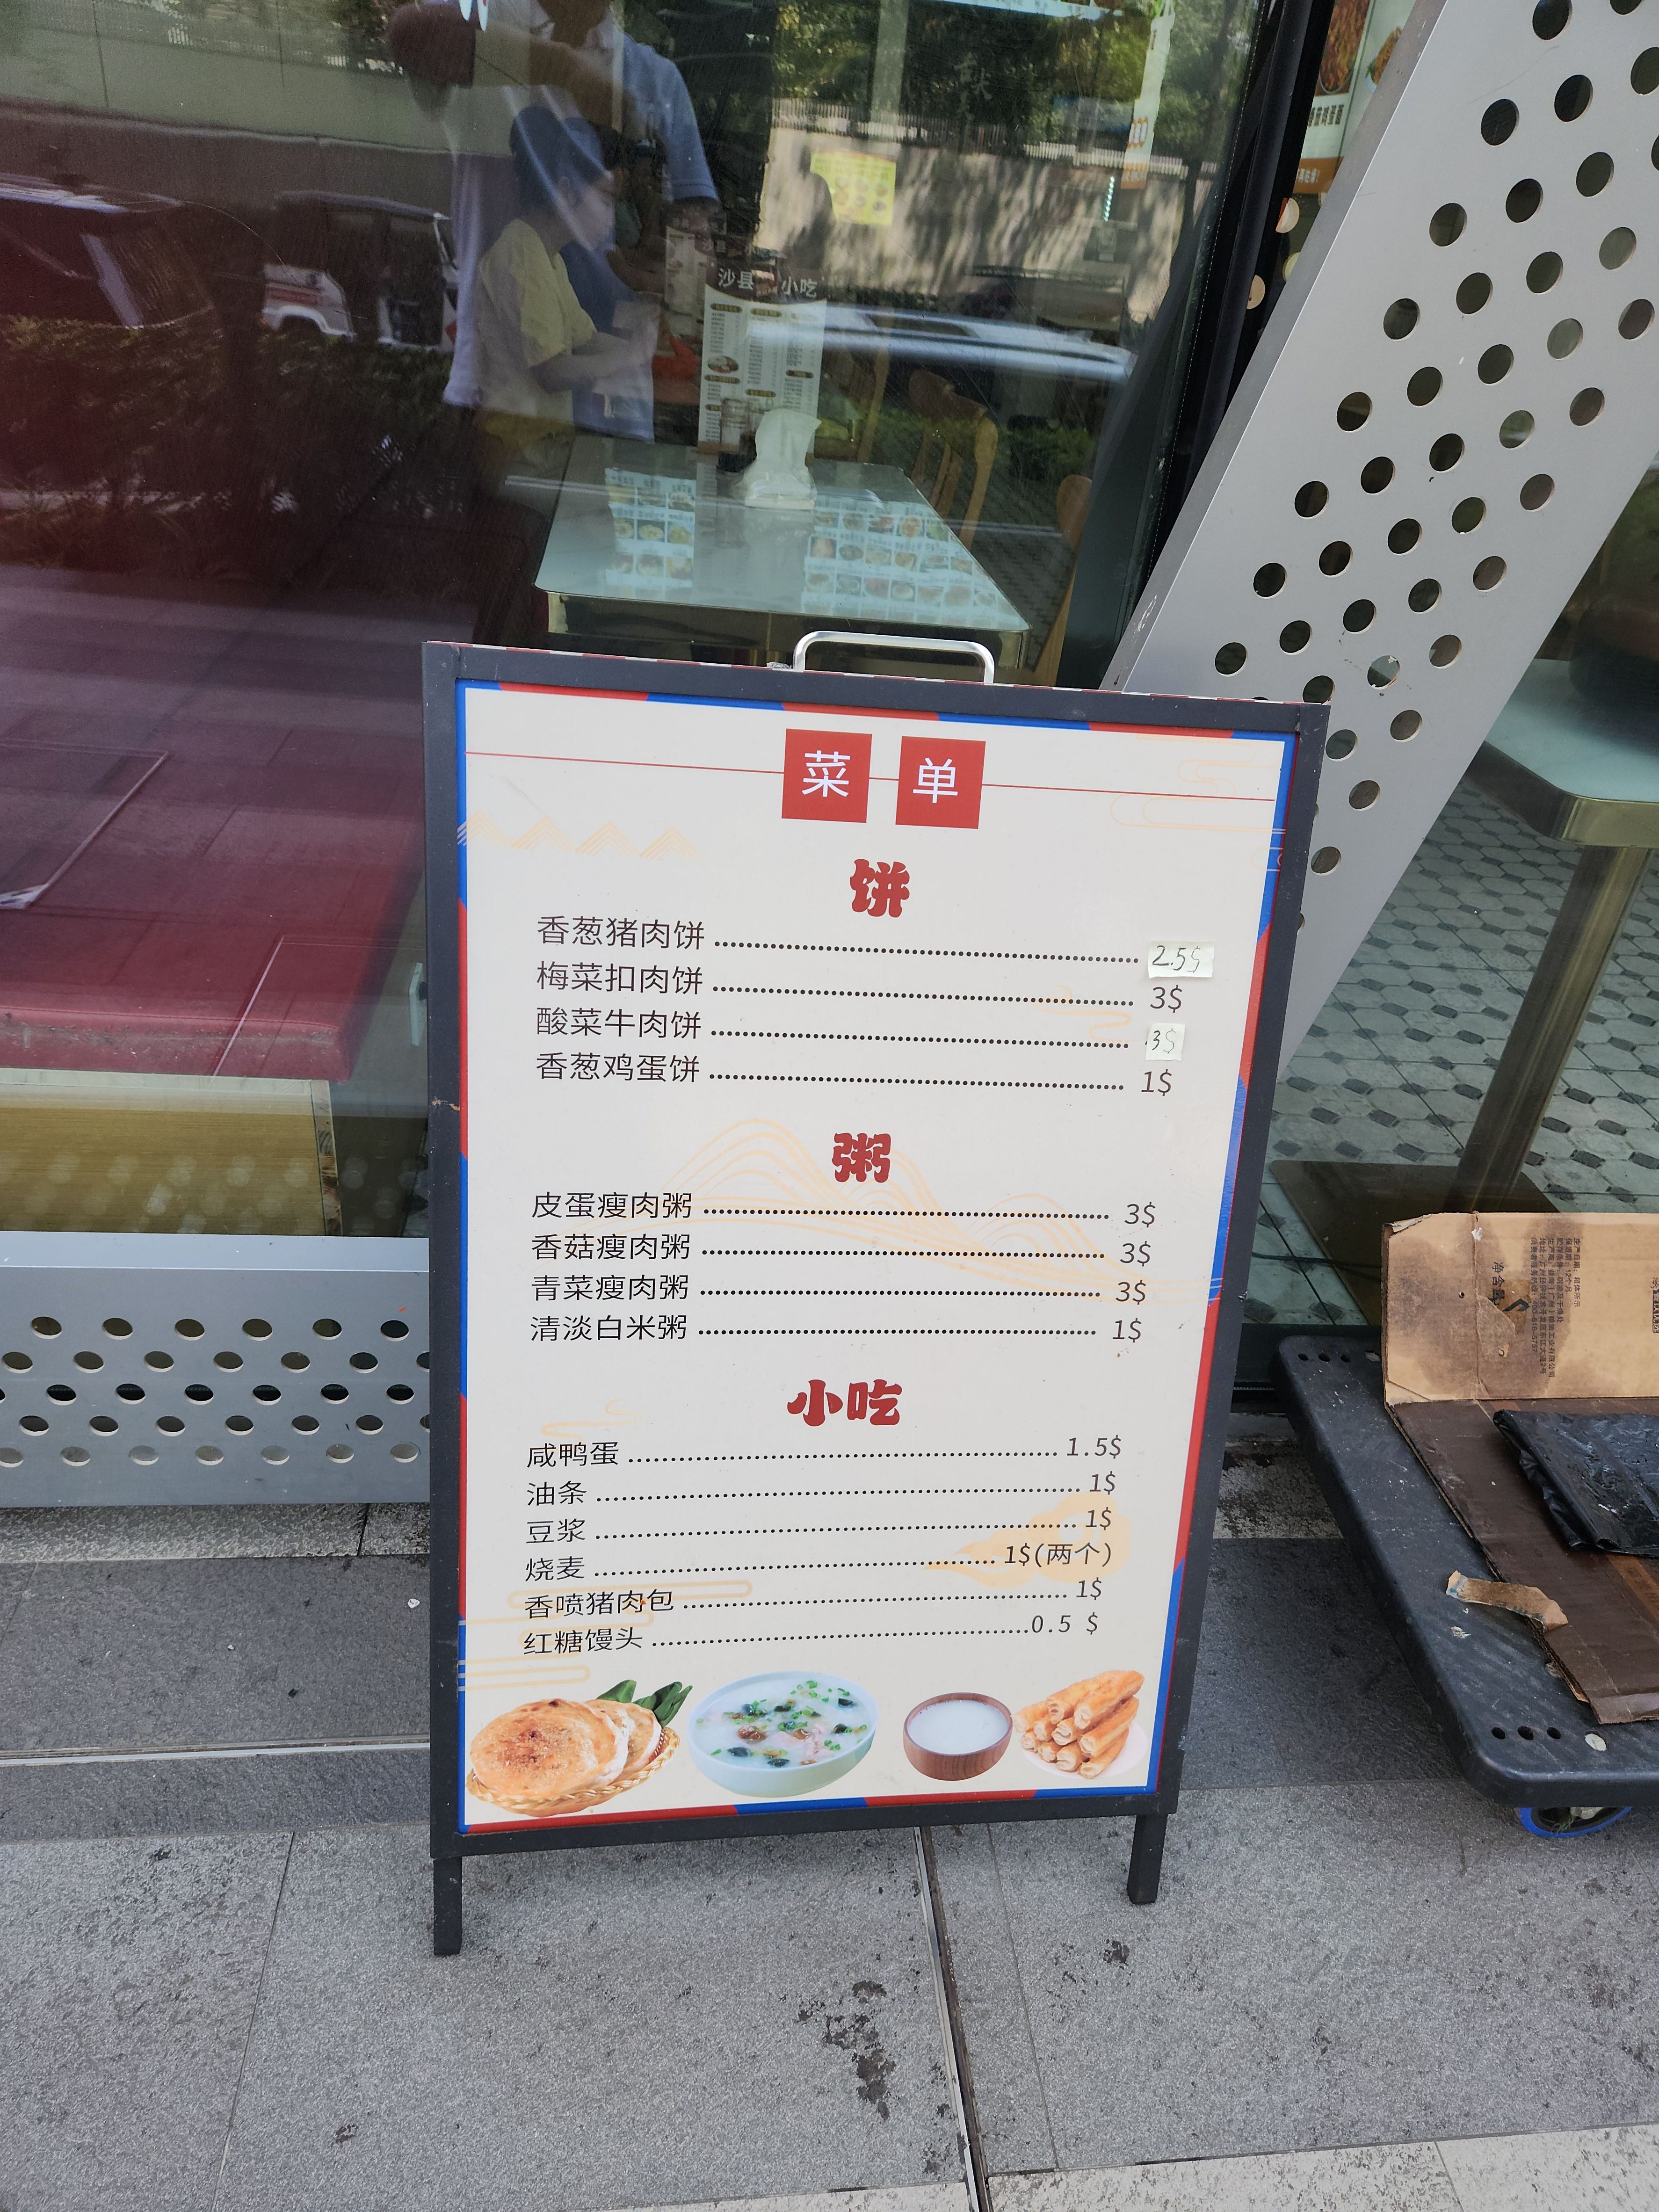 沙县 小吃
菜单
饼
香葱猪肉饼 2.5$
梅菜扣肉饼 3$
酸菜牛肉饼 3$
香葱鸡蛋饼 1$
粥
皮蛋瘦肉粥 3$
香菇瘦肉粥 3$
青菜瘦肉粥 3$
清淡白米粥 1$
小吃
咸鸭蛋 1.5$
油条 1$
豆浆 1$
烧麦 1$(两个)
香喷猪肉包 1$
红糖馒头 0.5 $
净含量